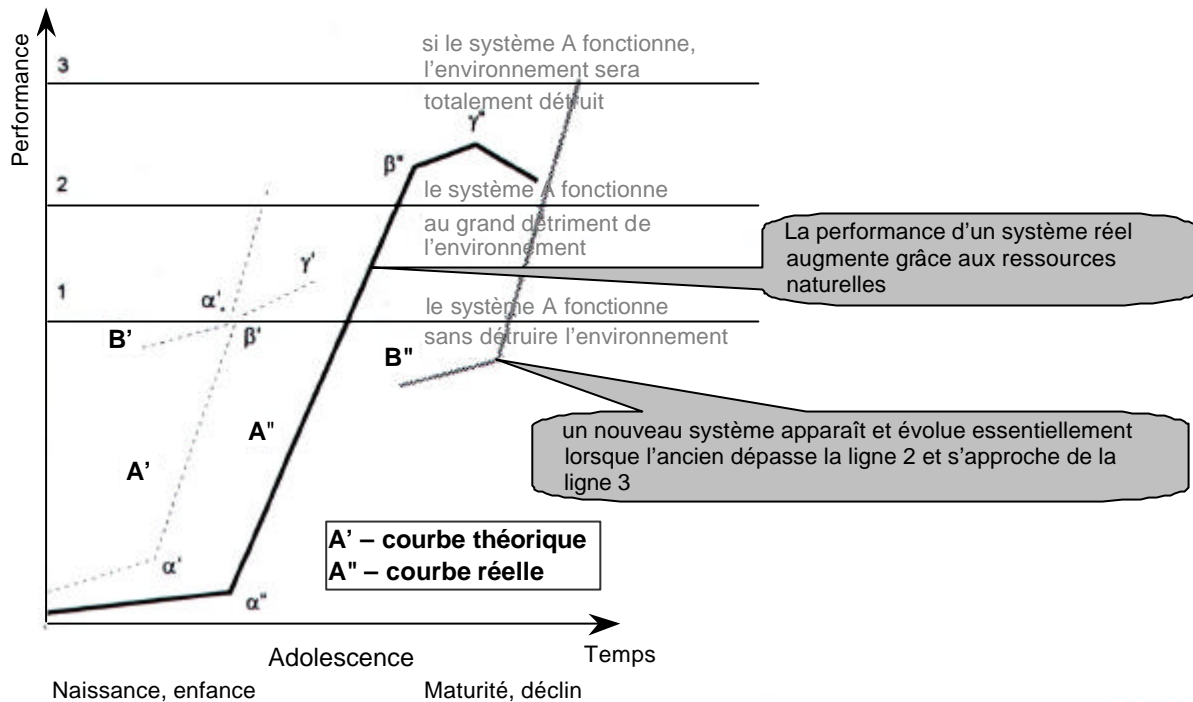 Performance
3
si le système A fonctionne,
l'environnement sera
totalement détruit
γ"
β"
2
le système A fonctionne
au grand détriment de
l'environnement
La performance d'un système réel
augmente grâce aux ressources
naturelles
γ'
1
α'
le système A fonctionne
B'
β'
sans détruire l'environnement
B"
A"
un nouveau système apparaît et évolue essentiellement
lorsque l'ancien dépasse la ligne 2 et s'approche de la
ligne 3
A'
A' – courbe théorique
A" – courbe réelle
α'
α"
Adolescence
Temps
Naissance, enfance
Maturité, déclin